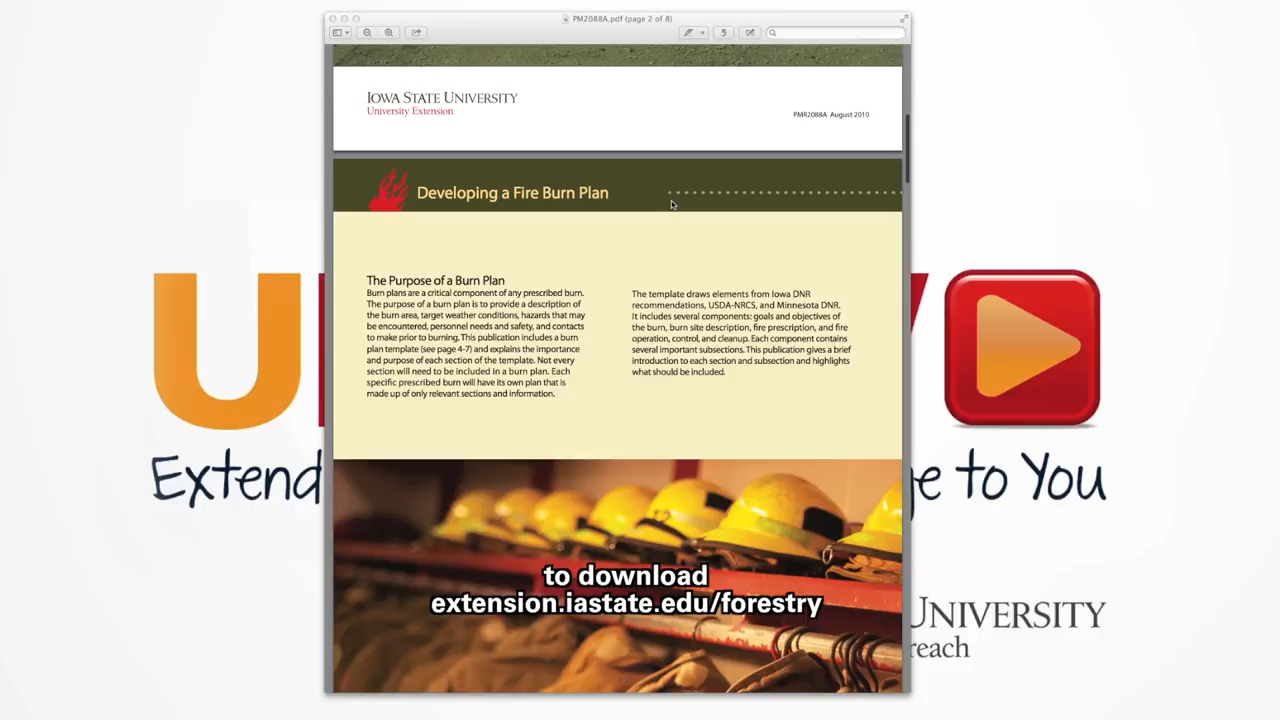 PM2088A.pdf (page 2 of 8)
IOWA STATE UNIVERSITY
University Extension
PMR2088A August 2010
Developing a Fire Burn Plan
The Purpose of a Burn Plan
Burn plans are a critical component of any prescribed burn.
The purpose of a burn plan is to provide a description of
the burn area, target weather conditions, hazards that may
be encountered, personnel needs and safety, and contacts
to make prior to burning. This publication includes a burn
plan template (see page 4-7) and explains the importance
and purpose of each section of the template. Not every
section will need to be included in a burn plan. Each
specific prescribed burn will have its own plan that is
made up of only relevant sections and information.
The template draws elements from Iowa DNR
recommendations, USDA-NRCS, and Minnesota DNR.
It includes several components: goals and objectives of
the burn, burn site description, fire prescription, and fire
operation, control, and cleanup. Each component contains
several important subsections. This publication gives a brief
introduction to each section and subsection and highlights
what should be included.
U
Extend
ge to You
to download
extension.iastate.edu/forestry
UNIVERSITY
reach